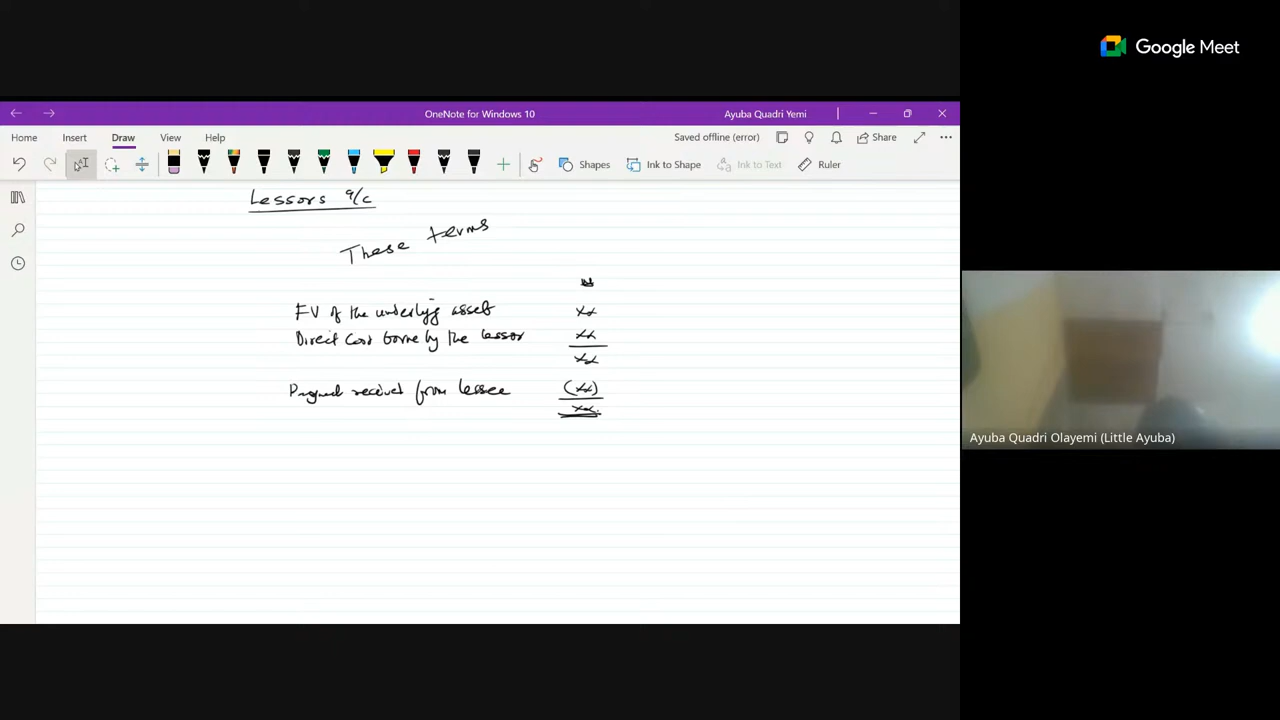 Google Meet
OneNote for Windows 10
Ayuba Quadri Yemi
Home Insert Draw View Help
Saved offline (error)
Share
Shapes
Ink to Shape
Ink to Text
Ruler
Lessors a/c
These terms
FV of the underlying asset xx
Direct Cost borne by the lessor xx
xx
received from lessee (xx)
xx
Ayuba Quadri Olayemi (Little Ayuba)